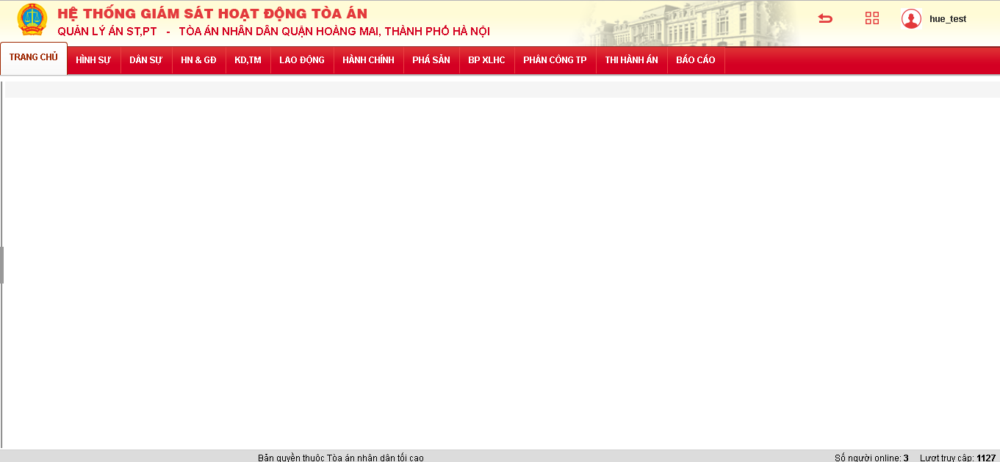 HỆ THỐNG GIÁM SÁT HOẠT ĐỘNG TÒA ÁN
QUẢN LÝ ÁN ST,PT - TÒA ÁN NHÂN DÂN QUẬN HOÀNG MAI, THÀNH PHỐ HÀ NỘI
hue_test
TRANG CHỦ HÌNH SỰ DÂN SỰ HN & GĐ KD,TM LAO ĐỘNG HÀNH CHÍNH PHÁ SẢN BP XLHC PHÂN CÔNG TP THI HÀNH ÁN BÁO CÁO
Bản quyền thuộc Tòa án nhân dân tối cao Số người online: 3 Lượt truy cập: 1127